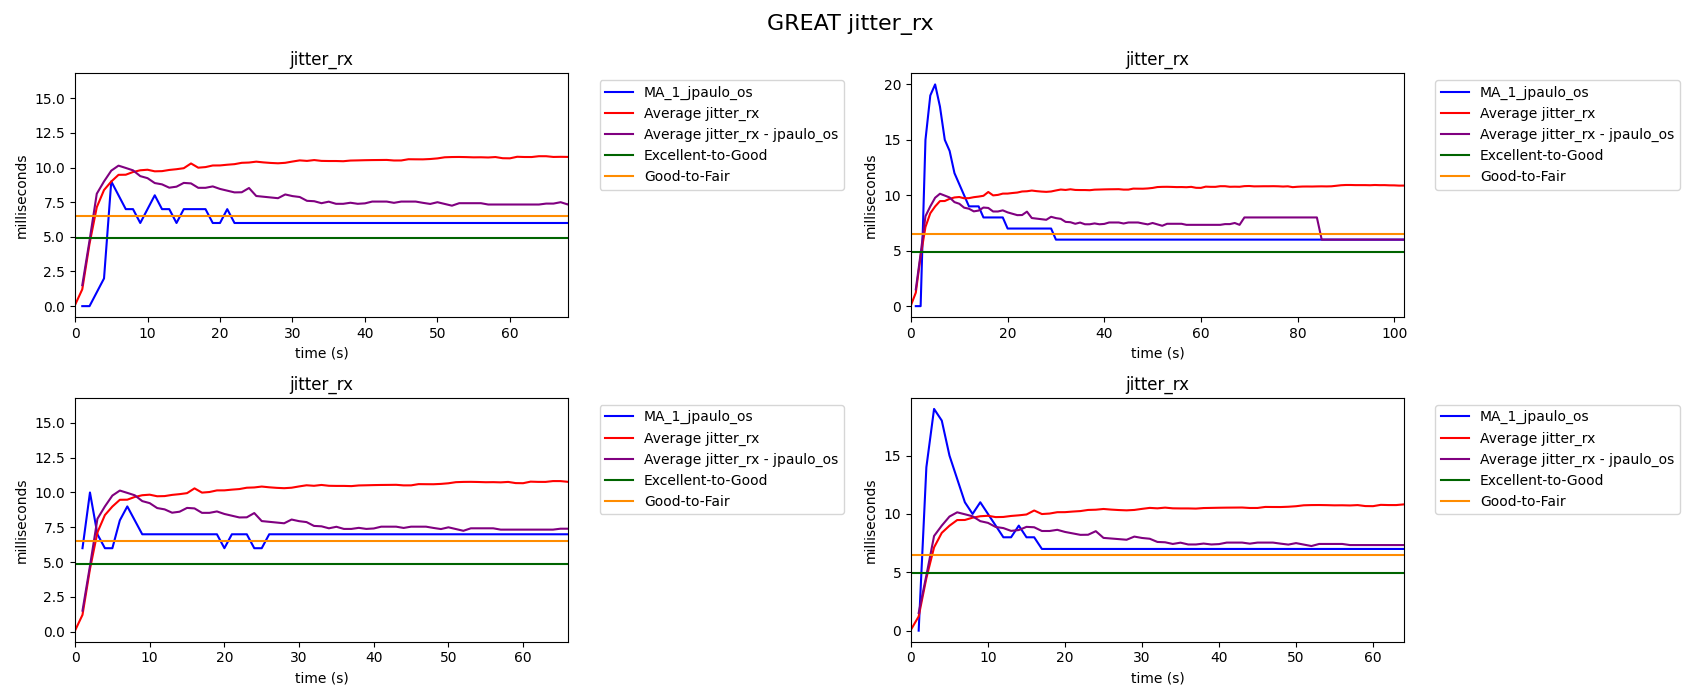 GREAT jitter_rx
jitter_rx
milliseconds
15.0
12.5
10.0
7.5
5.0
2.5
0.0
0 10 20 30 40 50 60
time (s)
MA_1_jpaulo_os
Average jitter_rx
Average jitter_rx - jpaulo_os
Excellent-to-Good
Good-to-Fair
jitter_rx
milliseconds
20
15
10
5
0
0 20 40 60 80 100
time (s)
MA_1_jpaulo_os
Average jitter_rx
Average jitter_rx - jpaulo_os
Excellent-to-Good
Good-to-Fair
jitter_rx
milliseconds
15.0
12.5
10.0
7.5
5.0
2.5
0.0
0 10 20 30 40 50 60
time (s)
MA_1_jpaulo_os
Average jitter_rx
Average jitter_rx - jpaulo_os
Excellent-to-Good
Good-to-Fair
jitter_rx
milliseconds
15
10
5
0
0 10 20 30 40 50 60
time (s)
MA_1_jpaulo_os
Average jitter_rx
Average jitter_rx - jpaulo_os
Excellent-to-Good
Good-to-Fair